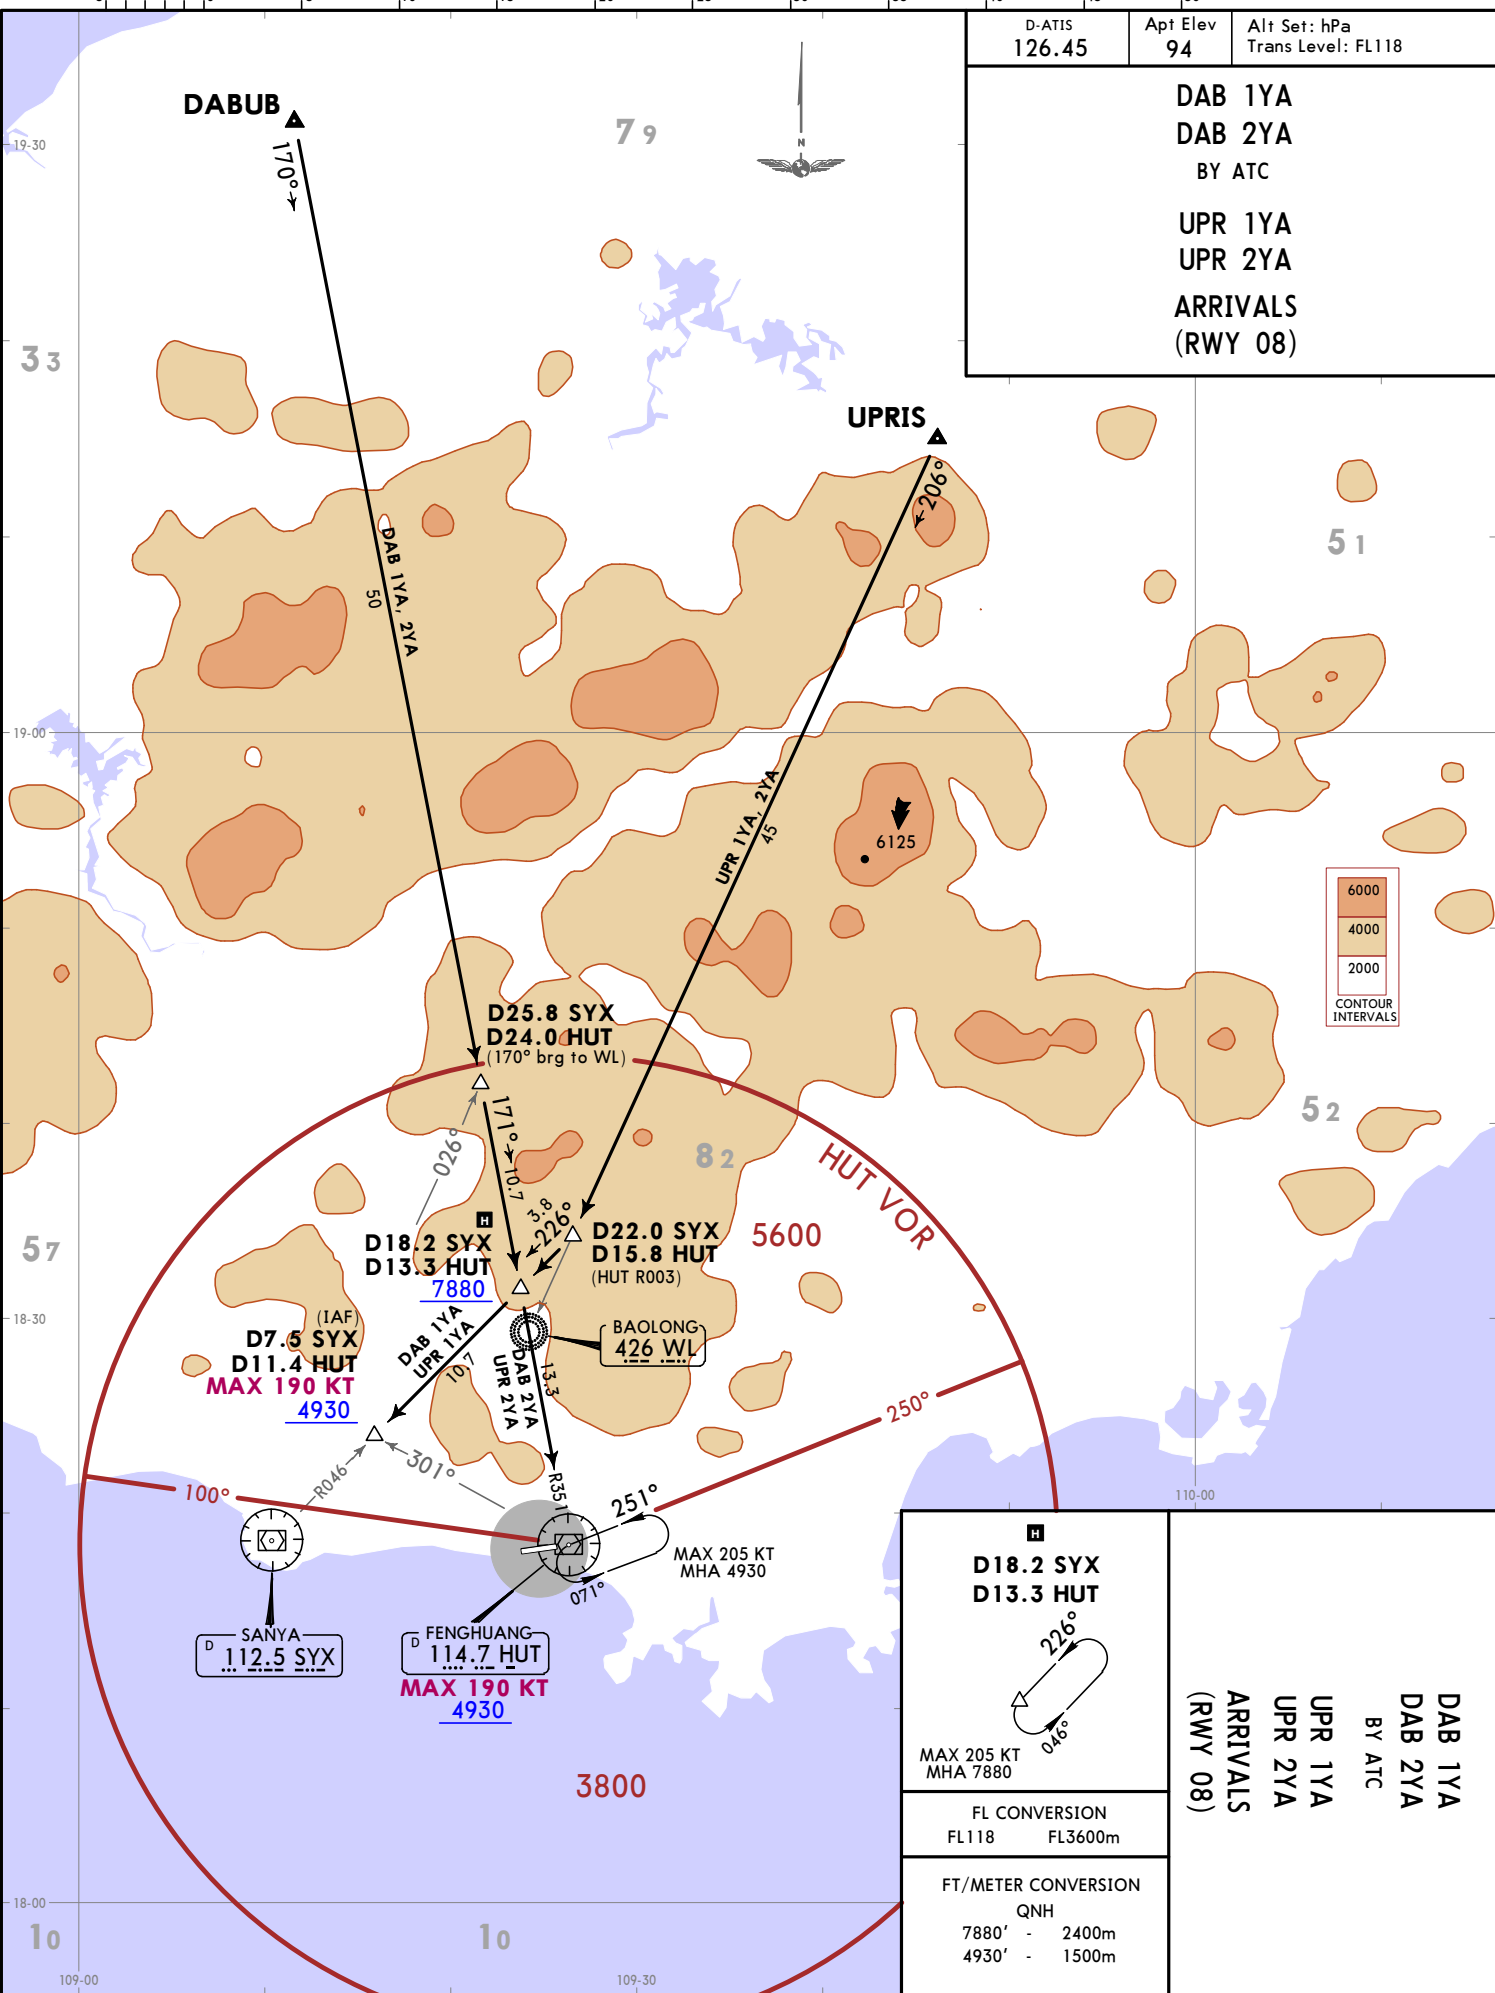 D-ATIS
126.45
Apt Elev
94
Alt Set: hPa
Trans Level: FL118
DAB 1YA
DAB 2YA
BY ATC
UPR 1YA
UPR 2YA
ARRIVALS
(RWY 08)
DABUB
170°
79
N
19-30
33
UPRIS
206°
51
DAB 1YA, 2YA
50
19-00
UPR 1YA, 2YA
45
6125
6000
4000
2000
CONTOUR
INTERVALS
D25.8 SYX
D24.0 HUT
(170° brg to WL)
171°
10.7
026°
82
52
HUT VOR
3.8
226°
H
D18.2 SYX
D13.3 HUT
7880
D22.0 SYX
D15.8 HUT
(HUT R003)
5600
57
18-30
(IAF)
D7.5 SYX
D11.4 HUT
MAX 190 KT
4930
DAB 1YA
UPR 1YA
10.7
DAB 2YA
UPR 2YA
13.3
BAOLONG
426 WL
250°
R046
301°
R351
100°
251°
071°
MAX 205 KT
MHA 4930
110-00
SANYA
D 112.5 SYX
FENGHUANG
D 114.7 HUT
MAX 190 KT
4930
3800
H
D18.2 SYX
D13.3 HUT
226°
046°
MAX 205 KT
MHA 7880
FL CONVERSION
FL118 FL3600m
FT/METER CONVERSION
QNH
7880' - 2400m
4930' - 1500m
DAB 1YA
DAB 2YA
BY ATC
UPR 1YA
UPR 2YA
ARRIVALS
(RWY 08)
18-00
10
10
109-00
109-30